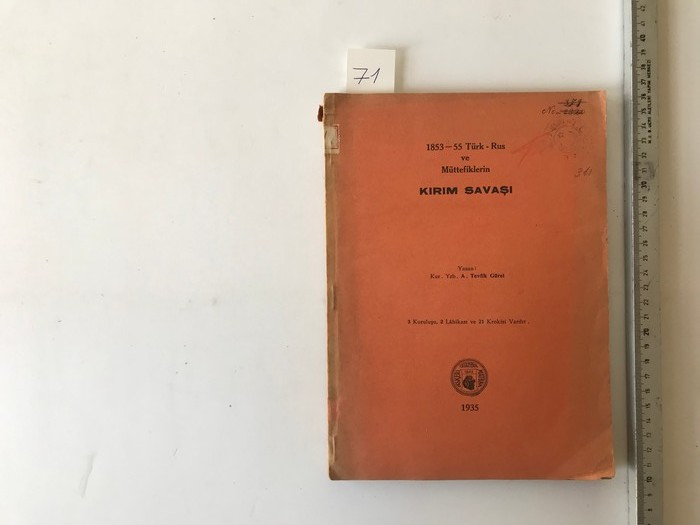 71
361
1853 — 55 Türk - Rus
ve
Müttefiklerin
KIRIM SAVAŞI
Yazan:
Kur. Yzb. A. Tevfik Gürel
Kuruluşu, 3 Lâhikası ve 21 Krokisi Vardır.
1935